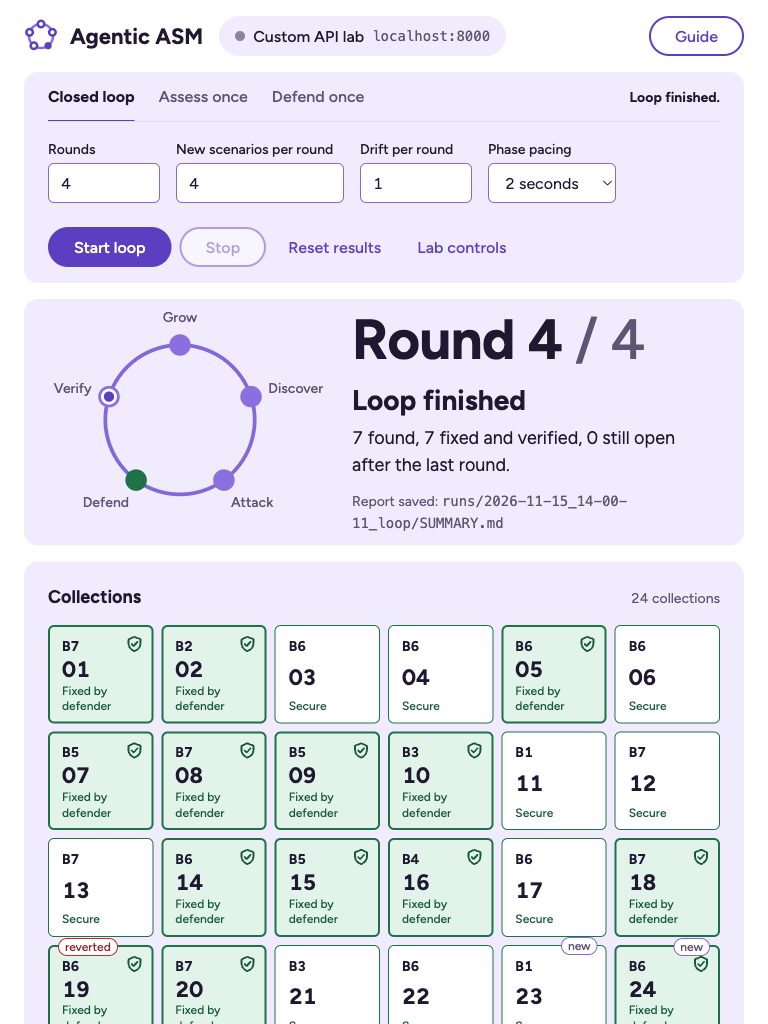 Agentic ASM
Custom API lab localhost:8000
Guide
Closed loop Assess once Defend once Loop finished.
Rounds New scenarios per round Drift per round Phase pacing
4 4 1 2 seconds
Start loop Stop Reset results Lab controls
Grow
Verify Discover
Defend Attack
Round 4 / 4
Loop finished
7 found, 7 fixed and verified, 0 still open
after the last round.
Report saved: runs/2026-11-15_14-00-
11_loop/SUMMARY.md
Collections 24 collections
B7 B2 B6 B6 B6 B6
01 02 03 04 05 06
Fixed by defender Fixed by defender Secure Secure Fixed by defender Secure
B5 B7 B5 B3 B1 B7
07 08 09 10 11 12
Fixed by defender Fixed by defender Fixed by defender Fixed by defender Secure Secure
B7 B6 B5 B4 B6 B7
13 14 15 16 17 18
Secure Fixed by defender Fixed by defender Fixed by defender Secure Fixed by defender
reverted new new
B6 B7 B3 B6 B1 B6
19 20 21 22 23 24
Fixed by Fixed by Fixed by